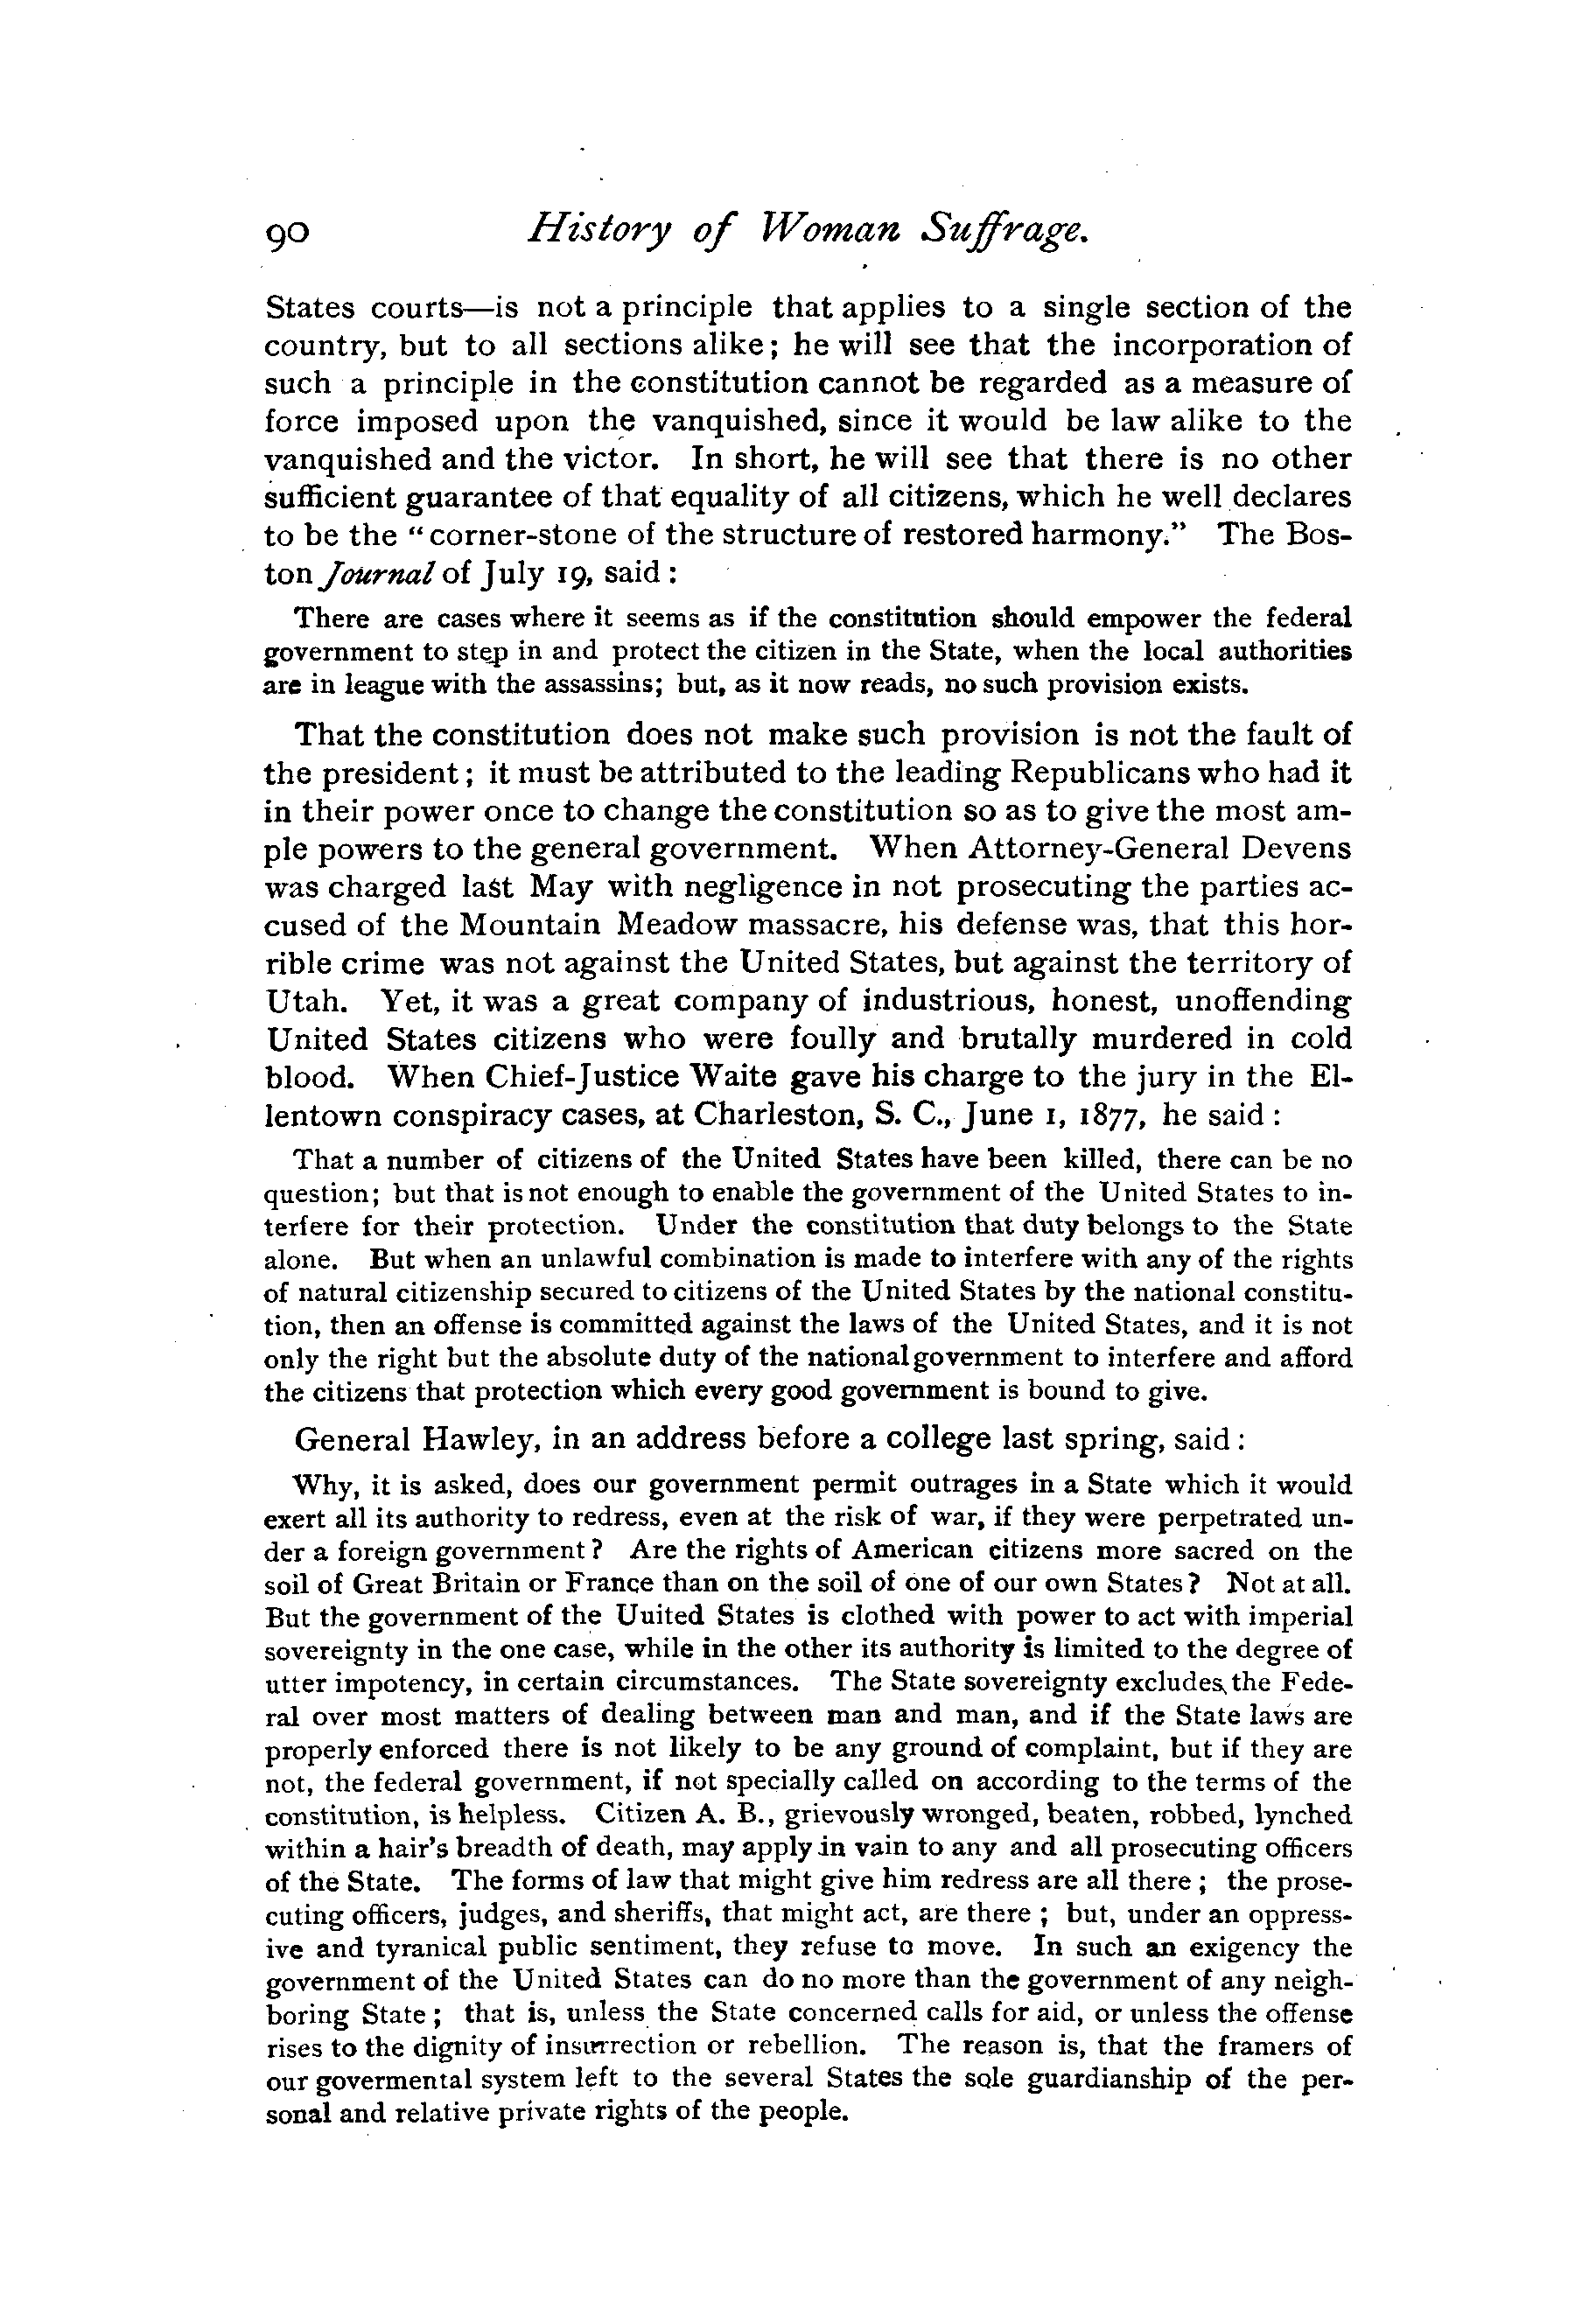 90 History of Woman Suffrage.
States courts—is not a principle that applies to a single section of the
country, but to all sections alike; he will see that the incorporation of
such a principle in the constitution cannot be regarded as a measure of
force imposed upon the vanquished, since it would be law alike to the
vanquished and the victor. In short, he will see that there is no other
sufficient guarantee of that equality of all citizens, which he well declares
to be the "corner-stone of the structure of restored harmony." The Bos-
ton Journal of July 19, said :
There are cases where it seems as if the constitution should empower the federal
government to step in and protect the citizen in the State, when the local authorities
are in league with the assassins; but, as it now reads, no such provision exists.
That the constitution does not make such provision is not the fault of
the president ; it must be attributed to the leading Republicans who had it
in their power once to change the constitution so as to give the most am-
ple powers to the general government. When Attorney-General Devens
was charged last May with negligence in not prosecuting the parties ac-
cused of the Mountain Meadow massacre, his defense was, that this hor-
rible crime was not against the United States, but against the territory of
Utah. Yet, it was a great company of industrious, honest, unoffending
United States citizens who were foully and brutally murdered in cold
blood. When Chief-Justice Waite gave his charge to the jury in the El-
lentown conspiracy cases, at Charleston, S. C., June 1, 1877, he said :
That a number of citizens of the United States have been killed, there can be no
question; but that is not enough to enable the government of the United States to in-
terfere for their protection. Under the constitution that duty belongs to the State
alone. But when an unlawful combination is made to interfere with any of the rights
of natural citizenship secured to citizens of the United States by the national constitu-
tion, then an offense is committed against the laws of the United States, and it is not
only the right but the absolute duty of the national government to interfere and afford
the citizens that protection which every good government is bound to give.
General Hawley, in an address before a college last spring, said :
Why, it is asked, does our government permit outrages in a State which it would
exert all its authority to redress, even at the risk of war, if they were perpetrated un-
der a foreign government ? Are the rights of American citizens more sacred on the
soil of Great Britain or France than on the soil of one of our own States ? Not at all.
But the government of the Uuited States is clothed with power to act with imperial
sovereignty in the one case, while in the other its authority is limited to the degree of
utter impotency, in certain circumstances. The State sovereignty excludes the Fede-
ral over most matters of dealing between man and man, and if the State laws are
properly enforced there is not likely to be any ground of complaint, but if they are
not, the federal government, if not specially called on according to the terms of the
constitution, is helpless. Citizen A. B., grievously wronged, beaten, robbed, lynched
within a hair's breadth of death, may apply in vain to any and all prosecuting officers
of the State. The forms of law that might give him redress are all there ; the prose-
cuting officers, judges, and sheriffs, that might act, are there ; but, under an oppress-
ive and tyranical public sentiment, they refuse to move. In such an exigency the
government of the United States can do no more than the government of any neigh-
boring State ; that is, unless the State concerned calls for aid, or unless the offense
rises to the dignity of insurrection or rebellion. The reason is, that the framers of
our govermental system left to the several States the sole guardianship of the per-
sonal and relative private rights of the people.